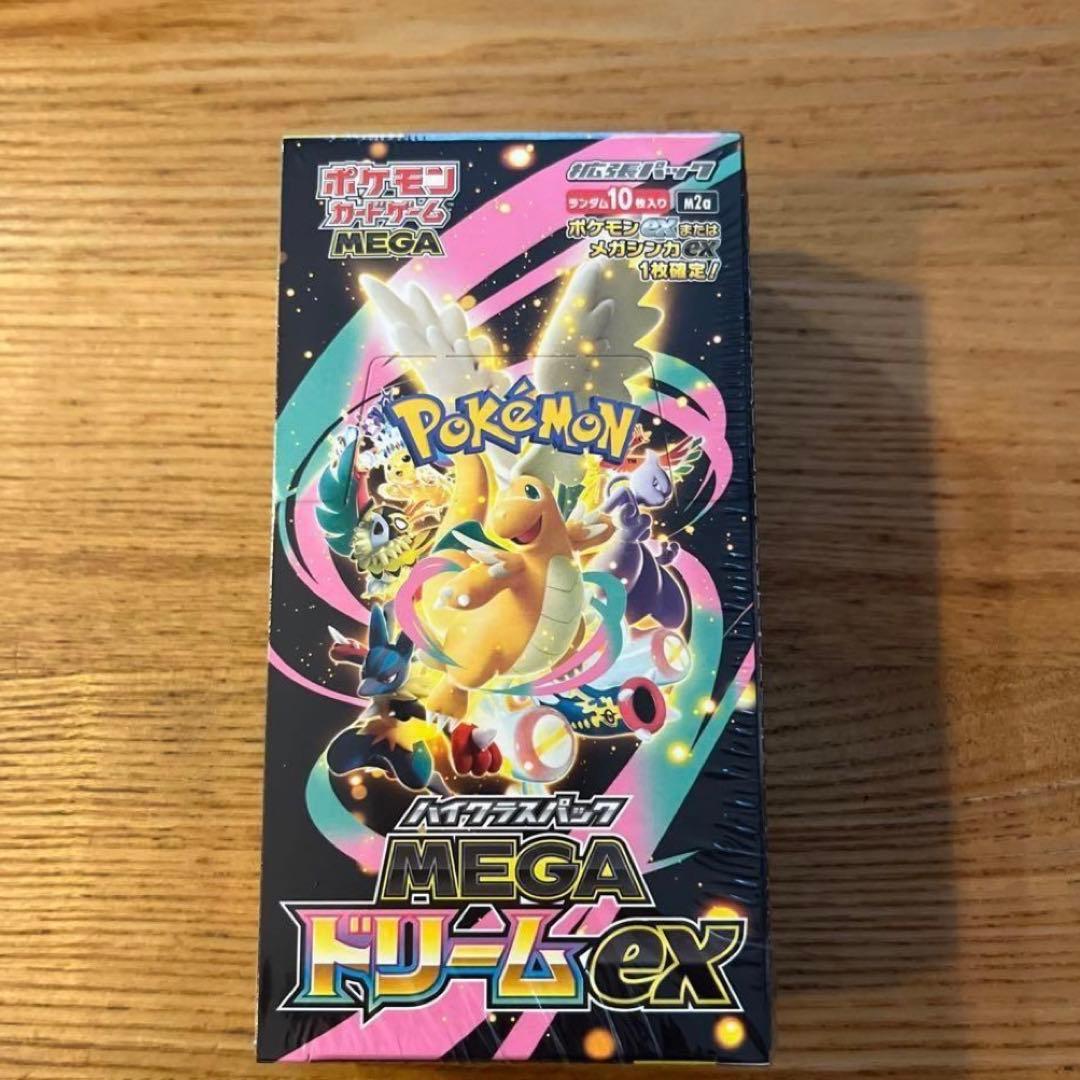 ポケモン
カードゲーム
MEGA
拡張パック
ランダム10枚入り M2a
ポケモンexまたは
メガシンカex
1枚確定!
POKéMON
ハイクラスパック
MEGA
ドリームex